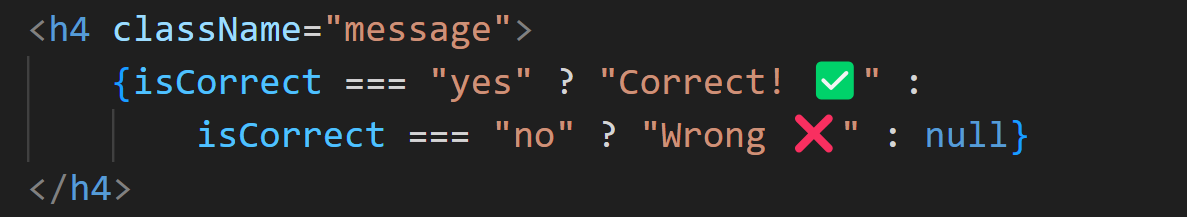 <h4 className="message">
{isCorrect === "yes" ? "Correct! ✅" :
isCorrect === "no" ? "Wrong ❌" : null}
</h4>